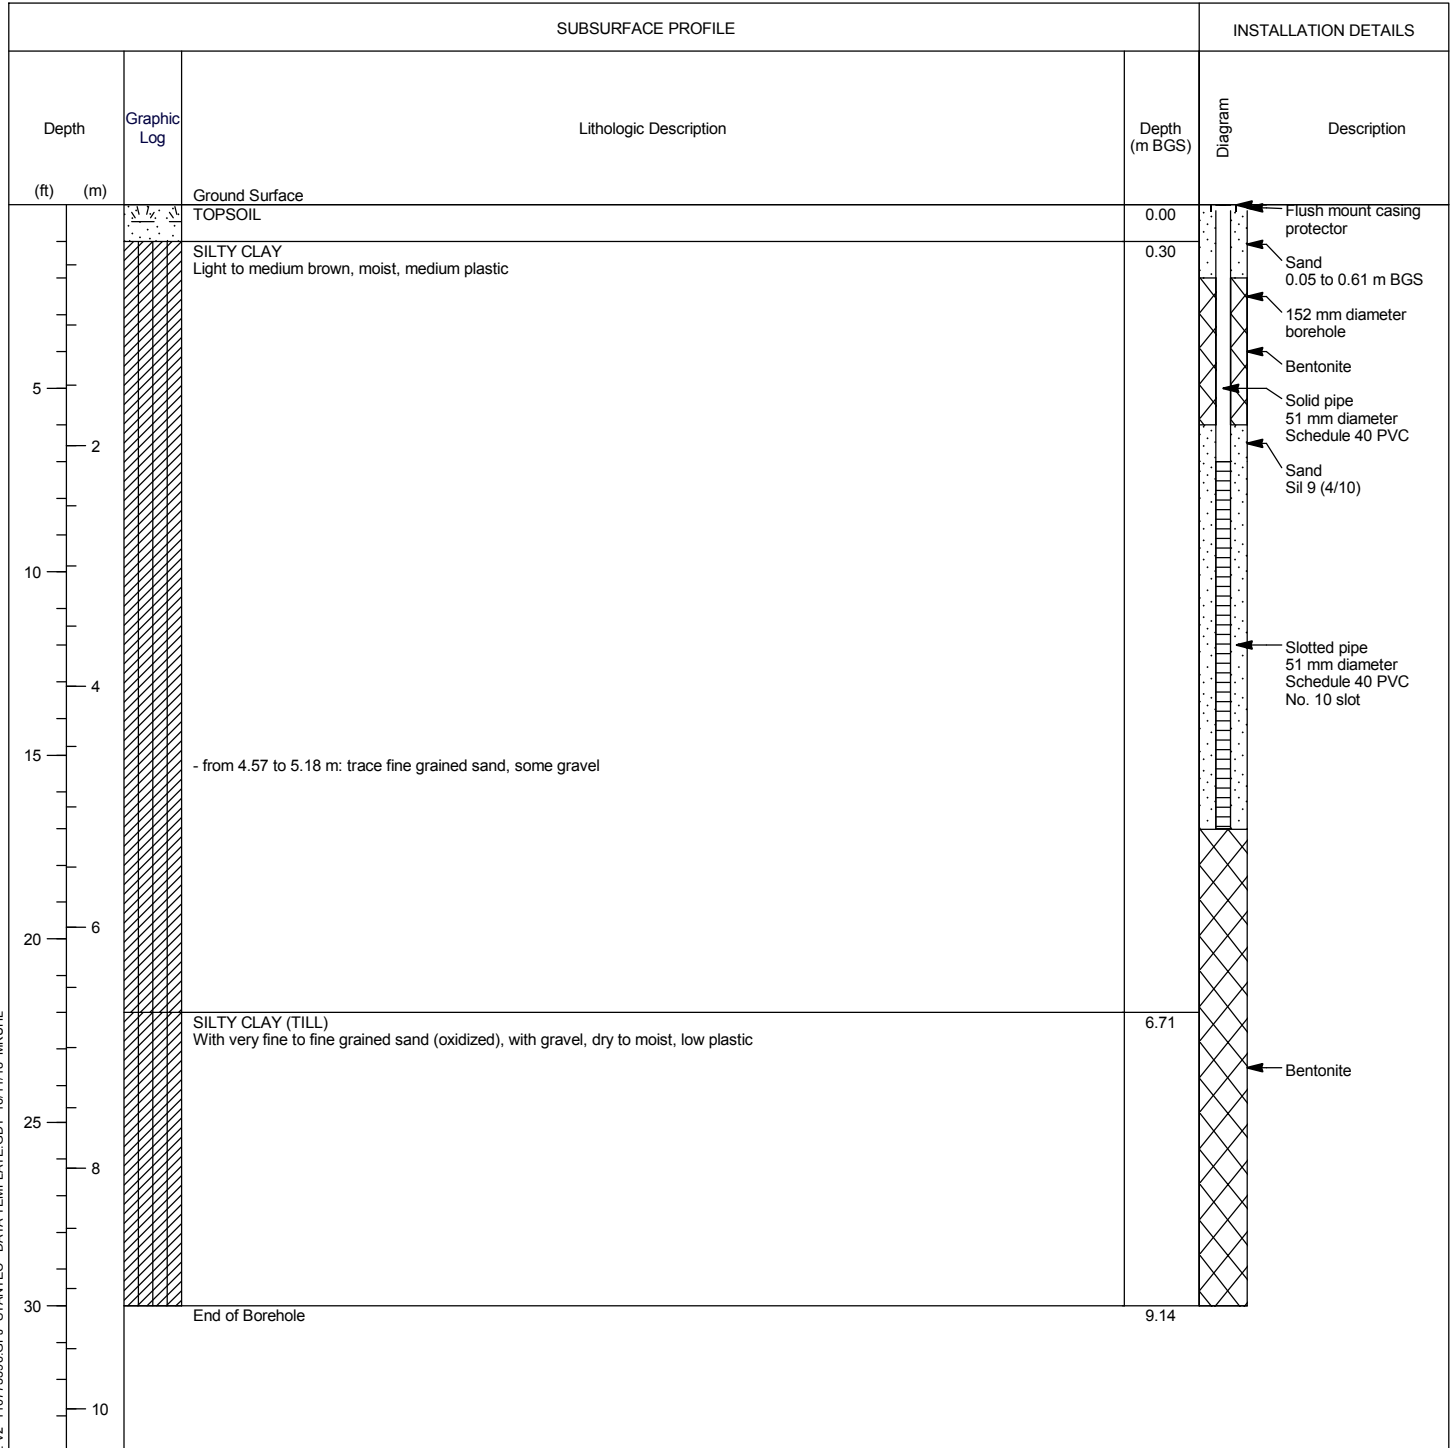 SUBSURFACE PROFILE
INSTALLATION DETAILS
Depth
Graphic
Log
Lithologic Description
Depth
(m BGS)
Diagram
Description
(ft)
(m)
Ground Surface
TOPSOIL
0.00
Flush mount casing
protector
SILTY CLAY
0.30
Light to medium brown, moist, medium plastic
Sand
0.05 to 0.61 m BGS
152 mm diameter
borehole
Bentonite
5
Solid pipe
51 mm diameter
Schedule 40 PVC
2
Sand
Sil 9 (4/10)
10
Slotted pipe
51 mm diameter
Schedule 40 PVC
No. 10 slot
4
15
- from 4.57 to 5.18 m: trace fine grained sand, some gravel
6
20
SILTY CLAY (TILL)
6.71
With very fine to fine grained sand (oxidized), with gravel, dry to moist, low plastic
Bentonite
25
8
30
End of Borehole
9.14
10